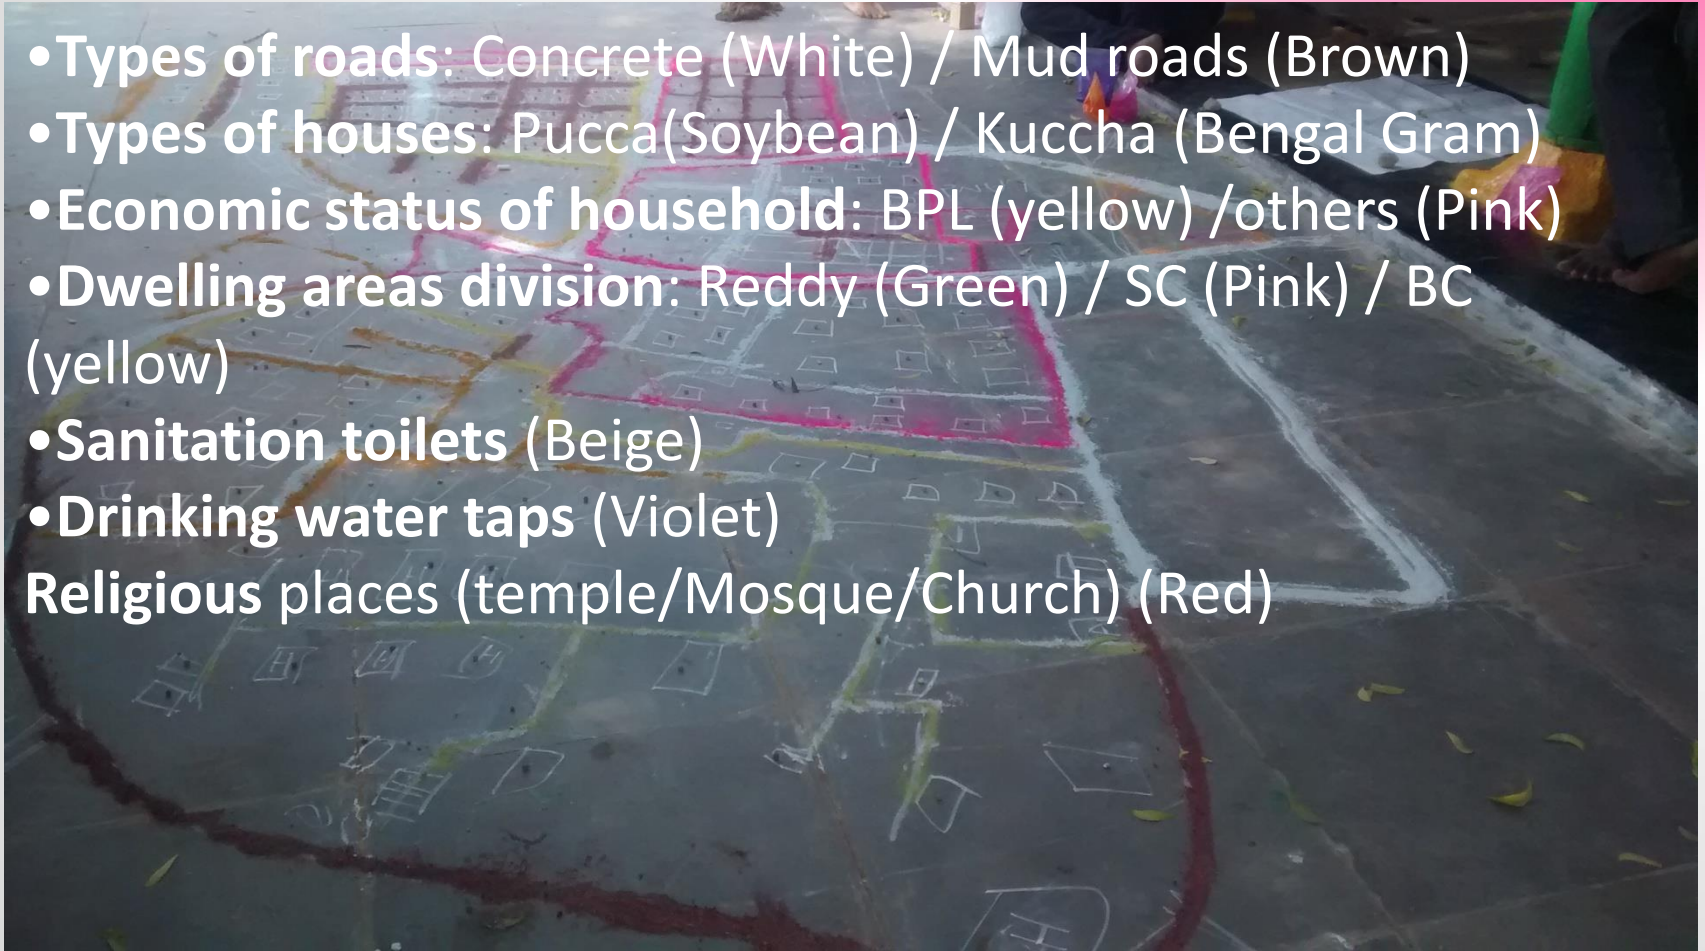 •Types of roads: Concrete (White) / Mud roads (Brown)
•Types of houses: Pucca(Soybean) / Kuccha (Bengal Gram)
•Economic status of household: BPL (yellow) /others (Pink)
•Dwelling areas division: Reddy (Green) / SC (Pink) / BC
(yellow)
•Sanitation toilets (Beige)
•Drinking water taps (Violet)
Religious places (temple/Mosque/Church) (Red)
H
H
H